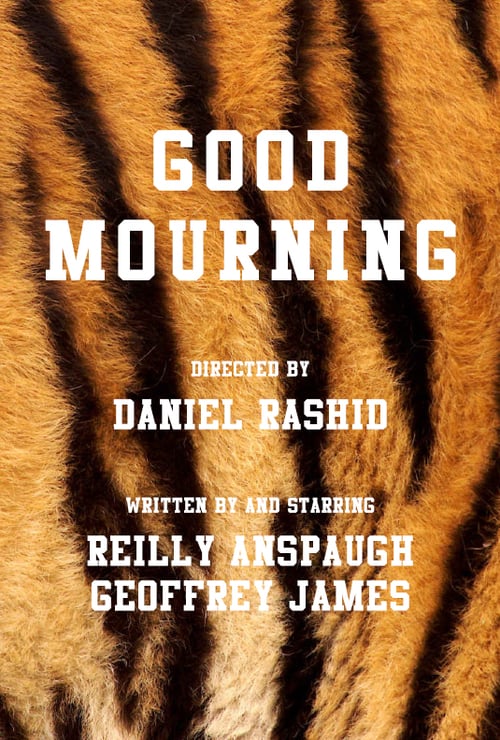 GOOD
MOURNING
DIRECTED BY
DANIEL RASHID
WRITTEN BY AND STARRING
REILLY ANSPAUGH
GEOFFREY JAMES